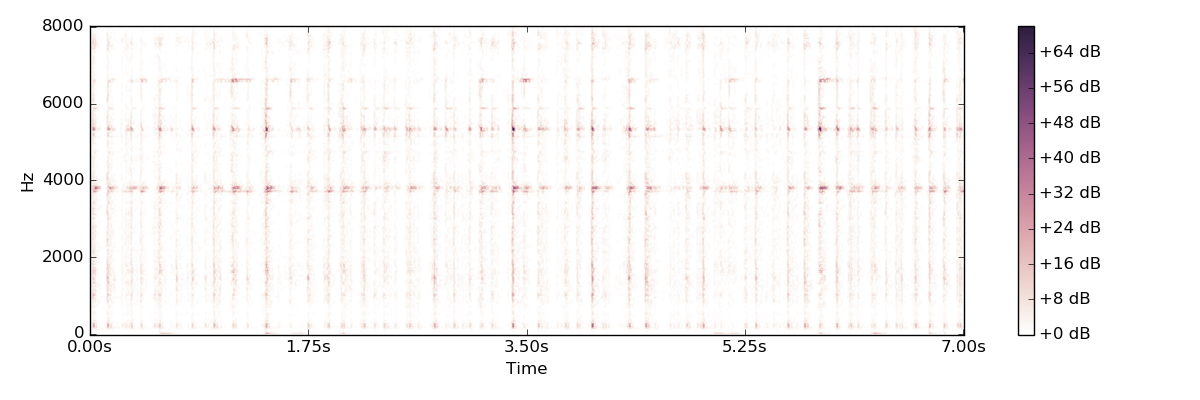 8000
6000
4000
2000
0
Hz
0.00s
1.75s
3.50s
5.25s
7.00s
Time
+64 dB
+56 dB
+48 dB
+40 dB
+32 dB
+24 dB
+16 dB
+8 dB
+0 dB